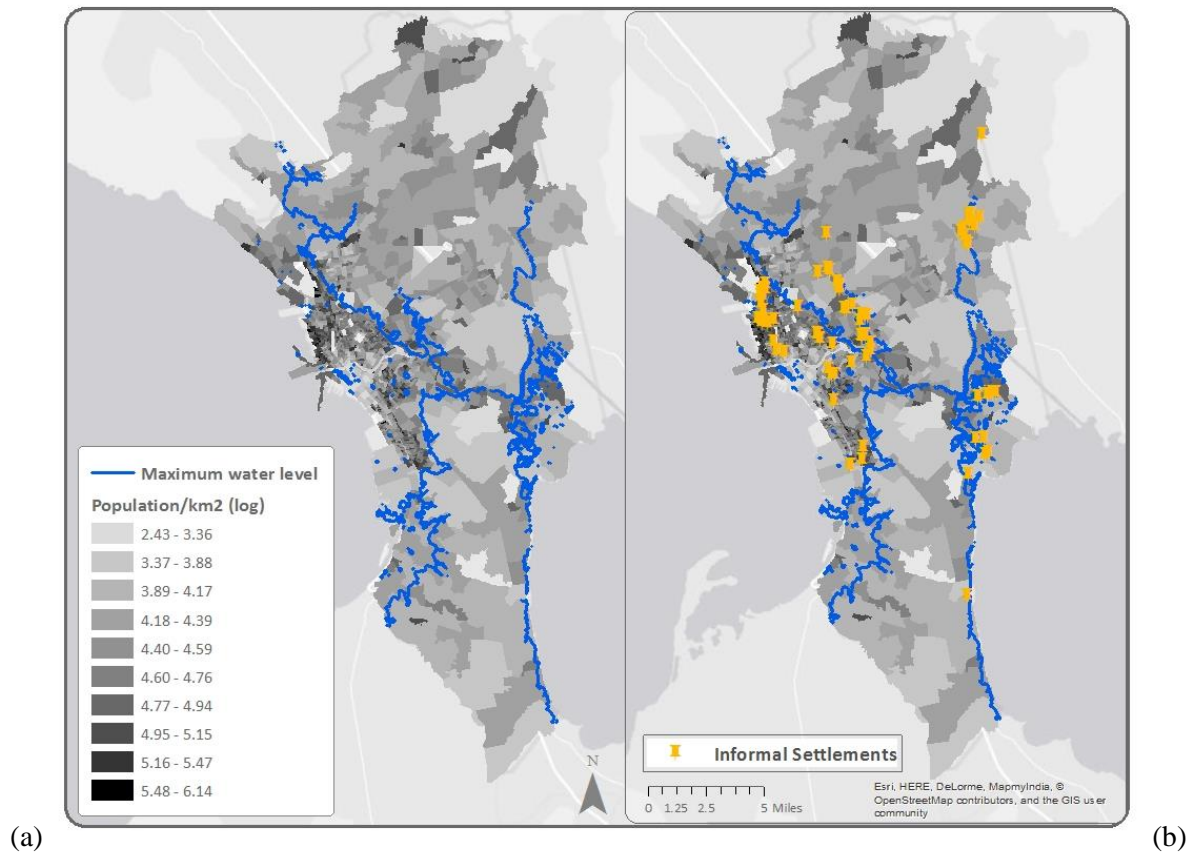 Maximum water level
Population/km2 (log)
2.43 - 3.36
3.37 - 3.88
3.89 - 4.17
4.18 - 4.39
4.40 - 4.59
4.60 - 4.76
4.77 - 4.94
4.95 - 5.15
5.16 - 5.47
5.48 - 6.14
N
Informal Settlements
0 1.25 2.5 5 Miles
Esri, HERE, DeLorme, MapmyIndia, ©
OpenStreetMap contributors, and the GIS user
community
(a)
(b)